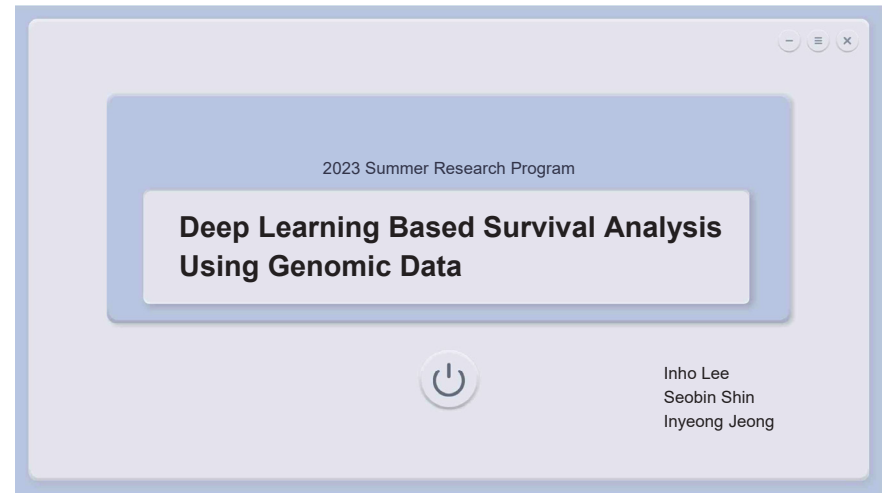 2023 Summer Research Program
Deep Learning Based Survival Analysis
Using Genomic Data
Inho Lee
Seobin Shin
Inyeong Jeong